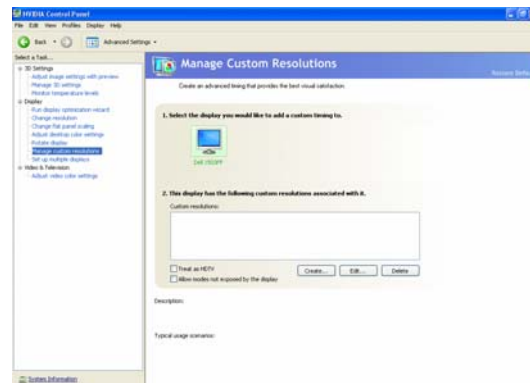 NVIDIA Control Panel
File Edit View Profiles Display Help
Back Advanced Settings
Select a Task...
3D Settings
Adjust image settings with preview
Manage 3D settings
Monitor temperature levels
Display
Run display optimization wizard
Change resolution
Change flat panel scaling
Adjust desktop color settings
Rotate display
Manage custom resolutions
Set up multiple displays
Video & Television
Adjust video color settings
System Information
Manage Custom Resolutions
Restore Defaults
Create an advanced timing that provides the best visual satisfaction.
1. Select the display you would like to add a custom timing to.
2. This display has the following custom resolutions associated with it.
Custom resolutions:
Treat as HDTV
Allow modes not exposed by the display
Create... Edit... Delete
Description:
Typical usage scenarios: